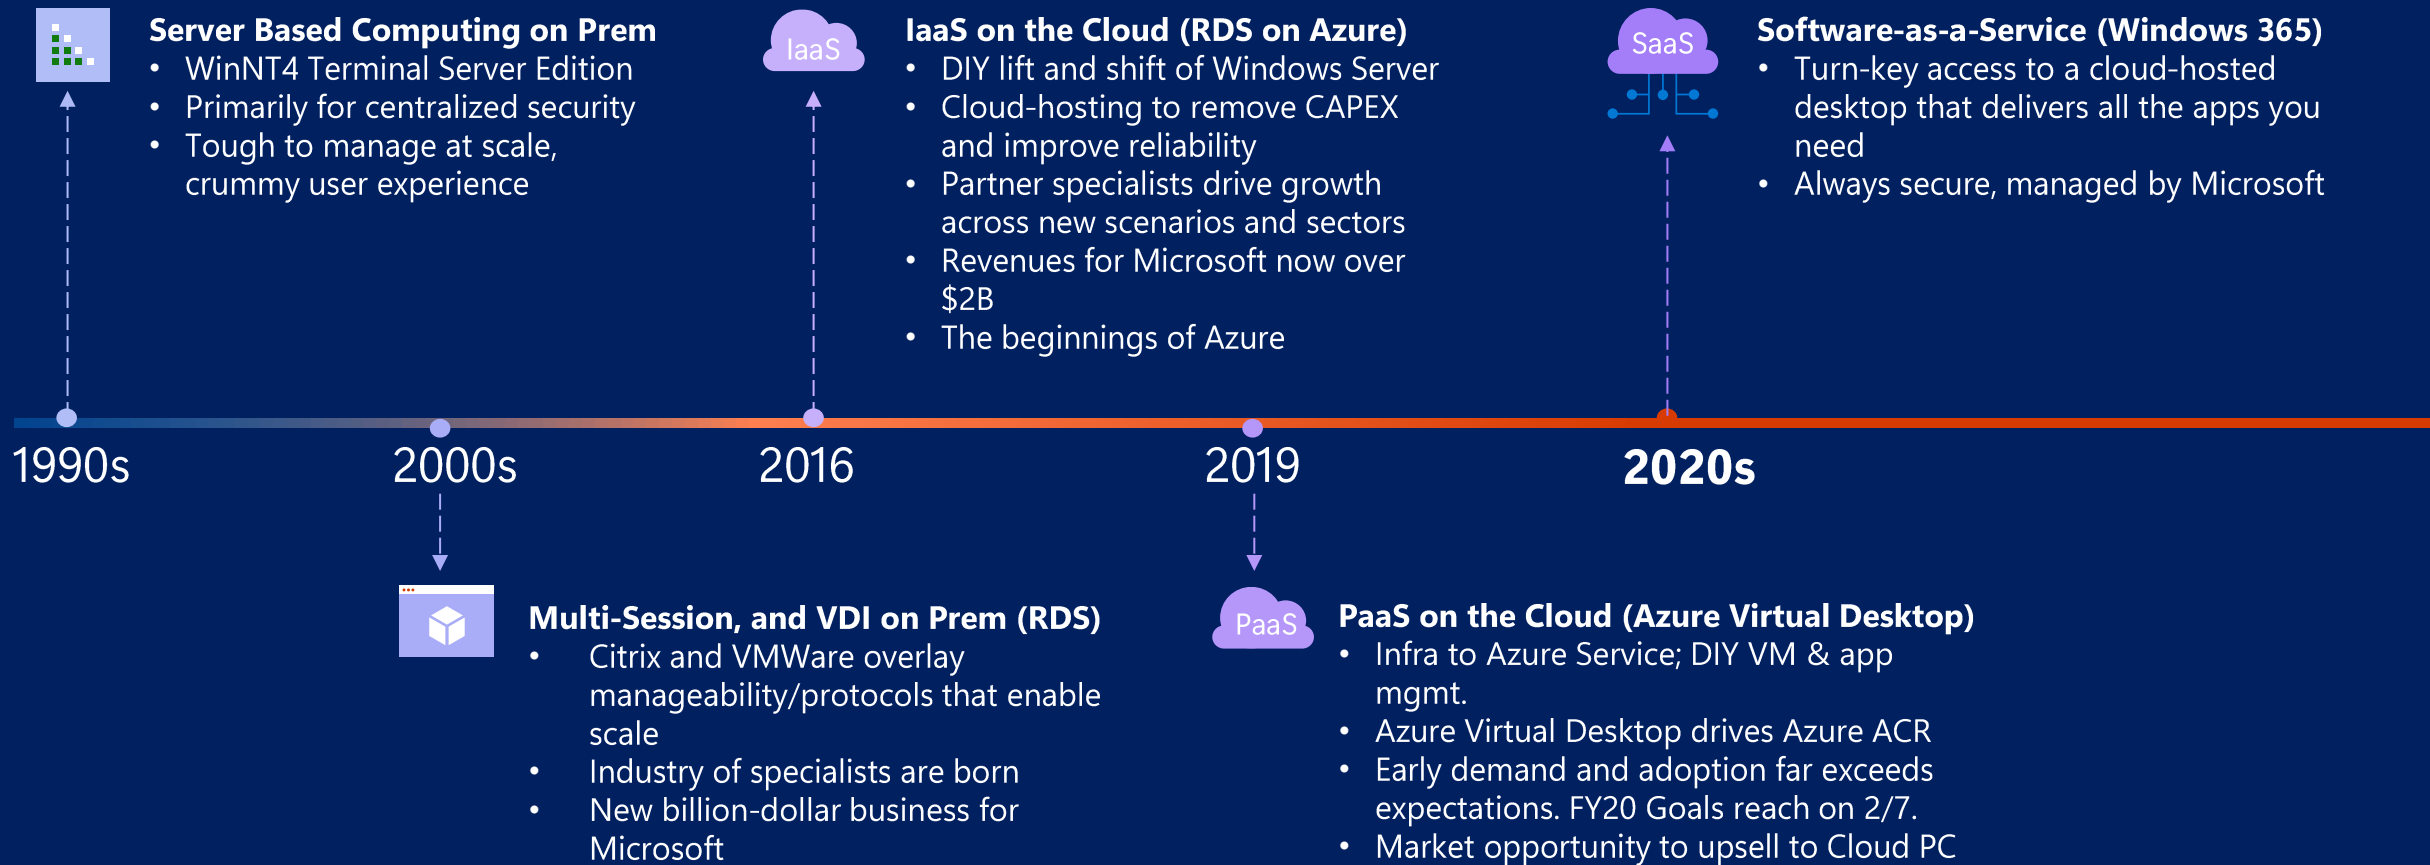 Server Based Computing on Prem
• WinNT4 Terminal Server Edition
• Primarily for centralized security
• Tough to manage at scale,
crummy user experience
IaaS
IaaS on the Cloud (RDS on Azure)
• DIY lift and shift of Windows Server
• Cloud-hosting to remove CAPEX
and improve reliability
• Partner specialists drive growth
across new scenarios and sectors
• Revenues for Microsoft now over
$2B
• The beginnings of Azure
SaaS
Software-as-a-Service (Windows 365)
• Turn-key access to a cloud-hosted
desktop that delivers all the apps you
need
• Always secure, managed by Microsoft
1990s
2000s
2016
2019
2020s
Multi-Session, and VDI on Prem (RDS)
• Citrix and VMWare overlay
manageability/protocols that enable
scale
• Industry of specialists are born
• New billion-dollar business for
Microsoft
PaaS
PaaS on the Cloud (Azure Virtual Desktop)
• Infra to Azure Service; DIY VM & app
mgmt.
• Azure Virtual Desktop drives Azure ACR
• Early demand and adoption far exceeds
expectations. FY20 Goals reach on 2/7.
• Market opportunity to upsell to Cloud PC